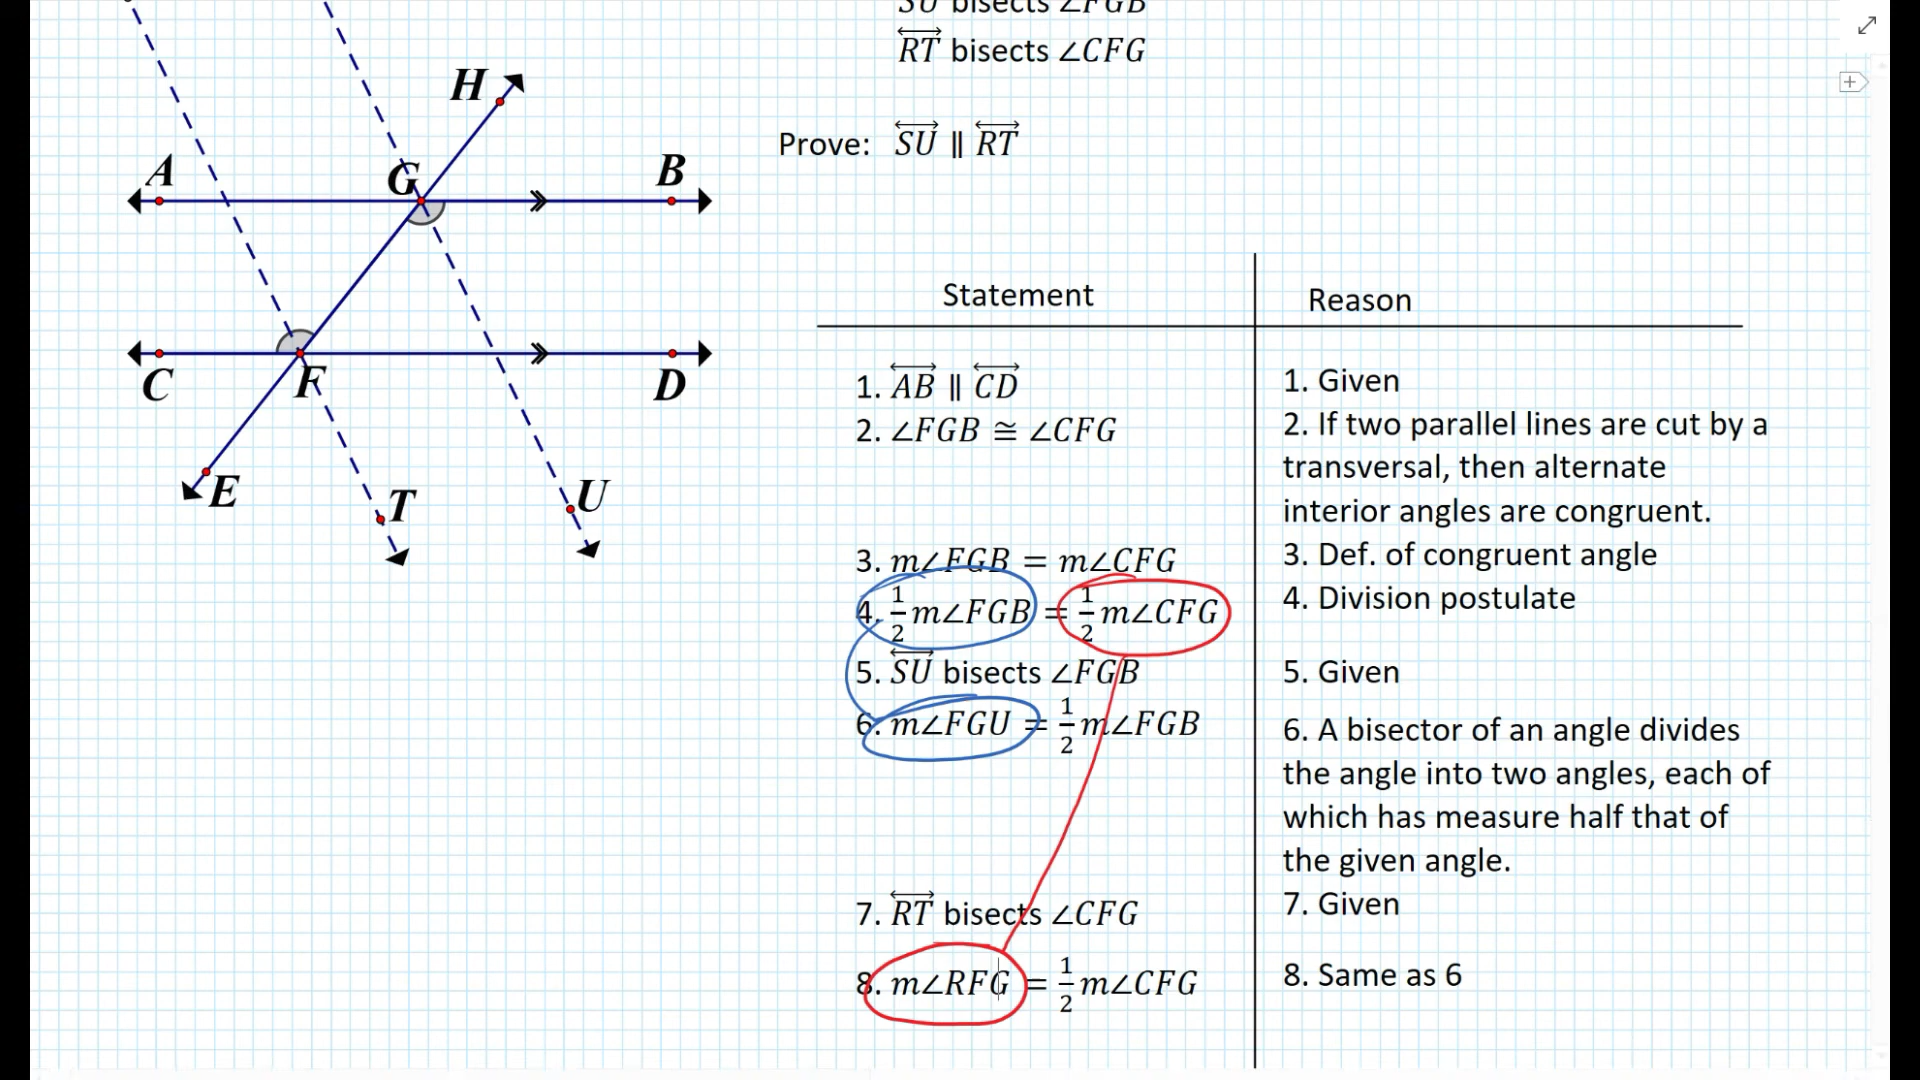 SU bisects ∠FGB
RT bisects ∠CFG
H
Prove: SU ∥ RT
A
G
B
Statement
Reason
C
F
D
1. AB ∥ CD
1. Given
2. ∠FGB ≅ ∠CFG
2. If two parallel lines are cut by a
transversal, then alternate
interior angles are congruent.
E
T
U
3. m∠FGB = m∠CFG
3. Def. of congruent angle
4. 1/2 m∠FGB = 1/2 m∠CFG
4. Division postulate
5. SU bisects ∠FGB
5. Given
6. m∠FGU = 1/2 m∠FGB
6. A bisector of an angle divides
the angle into two angles, each of
which has measure half that of
the given angle.
7. RT bisects ∠CFG
7. Given
8. m∠RFG = 1/2 m∠CFG
8. Same as 6